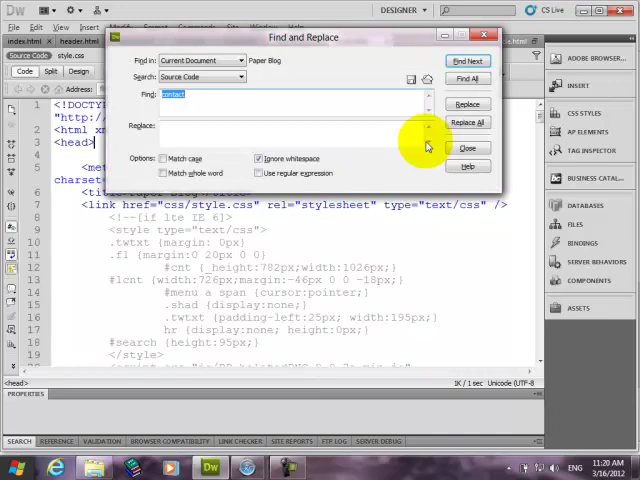 Dw
DESIGNER
CS Live
File Edit View Insert
Find and Replace
index.html header.html
Source Code style.css
Find in: Current Document Paper Blog
Find Next
Search: Source Code
Find All
Code Split Design
Find: contact
Replace
Address:
Replace: Replace All
Close
Options: Match case Ignore whitespace
Match whole word Use regular expression
Help
ADOBE BROWSER...
INSERT
CSS STYLES
AP ELEMENTS
TAG INSPECTOR
BUSINESS CATAL...
DATABASES
FILES
BINDINGS
SERVER BEHAVIORS
COMPONENTS
ASSETS
1 <!DOCTYP
"http://
2 <html xm
3 <head>
4
5 <met
charset=
6
7 <link href="css/style.css" rel="stylesheet" type="text/css" />
8 <!--[if lte IE 6]>
9 <style type="text/css">
10 .twtxt {margin: 0px}
11 .fl {margin:0 20px 0 0}
12 #cnt {_height:782px;width:1026px;}
13 #lcnt {width:726px;margin:-46px 0 0 -18px;}
14 #menu a span {cursor:pointer;}
15 .shad {display:none;}
16 .twtxt {padding-left:25px; width:195px;}
17 hr {display:none; height:0px;}
18 #search {height:95px;}
19 </style>
<head>
1K / 1 sec Unicode (UTF-8
PROPERTIES
SEARCH REFERENCE VALIDATION BROWSER COMPATIBILITY LINK CHECKER SITE REPORTS FTP LOG SERVER DEBUG
Dw
ENG
11:20 AM
3/16/2012